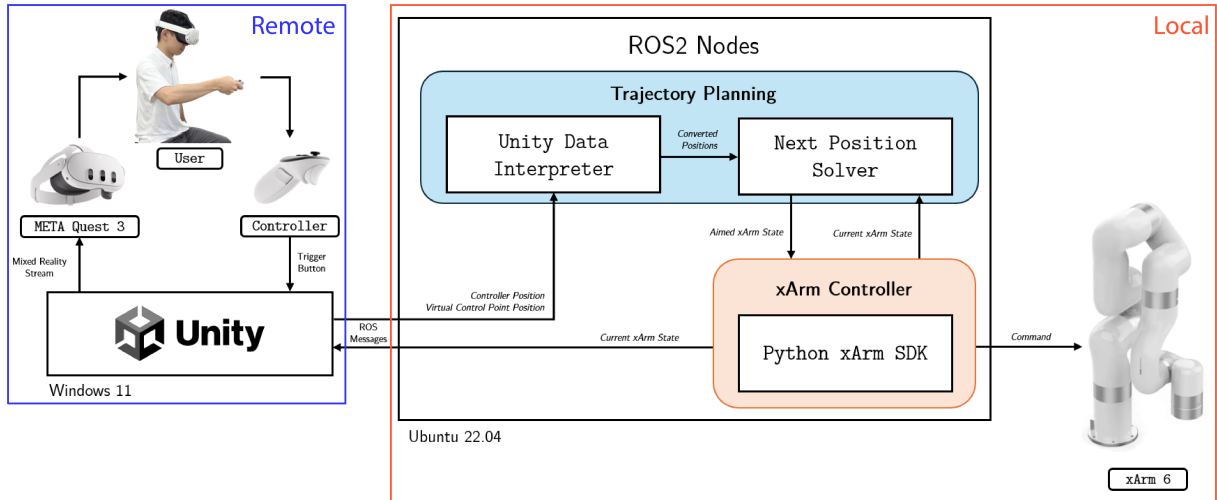 Remote
User
META Quest 3
Controller
Mixed Reality
Stream
Trigger
Button
Unity
Windows 11
ROS
Messages
Local
ROS2 Nodes
Trajectory Planning
Unity Data
Interpreter
Converted
Positions
Next Position
Solver
Aimed xArm State
Current xArm State
Controller Position
Virtual Control Point Position
Current xArm State
xArm Controller
Python xArm SDK
Command
Ubuntu 22.04
xArm 6